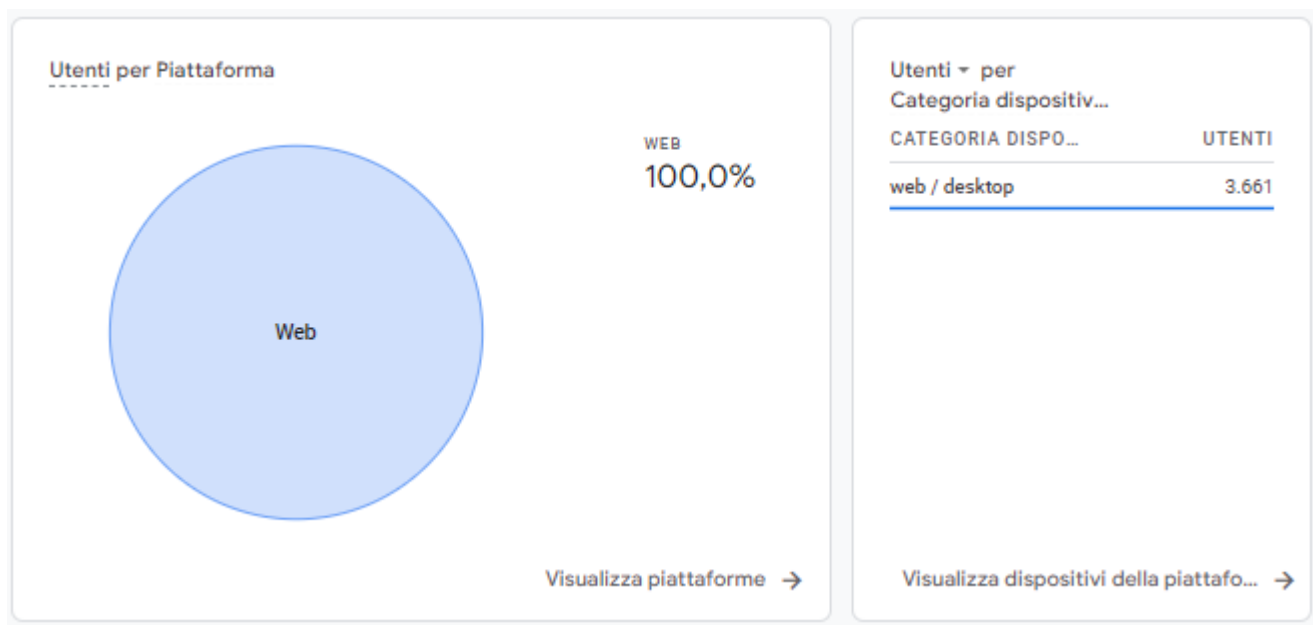 Utenti per Piattaforma
WEB
100,0%
Web
Visualizza piattaforme
Utenti per
Categoria dispositiv...
CATEGORIA DISPO... UTENTI
web / desktop 3.661
Visualizza dispositivi della piattafo...